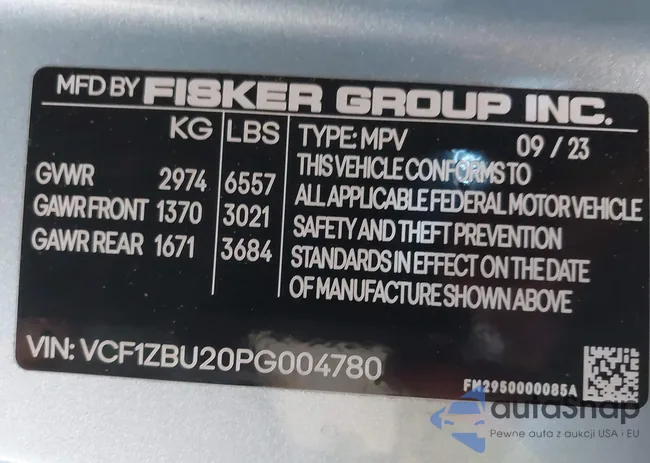 MFD BY FISKER GROUP INC.
KG LBS
GVWR 2974 6557
GAWR FRONT 1370 3021
GAWR REAR 1671 3684
TYPE: MPV 09 / 23
THIS VEHICLE CONFORMS TO
ALL APPLICABLE FEDERAL MOTOR VEHICLE
SAFETY AND THEFT PREVENTION
STANDARDS IN EFFECT ON THE DATE
OF MANUFACTURE SHOWN ABOVE
VIN: VCF1ZBU20PG004780
FM2950000085A
autaSnap
Pewne auta z aukcji USA i EU